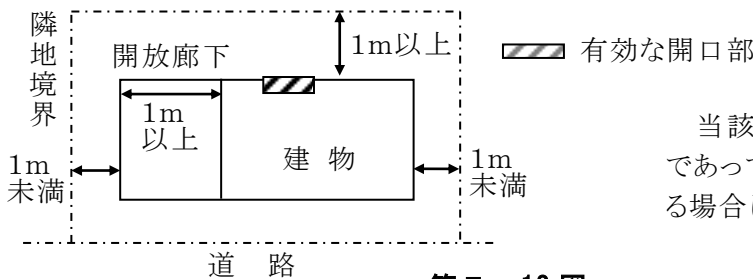 隣地境界
開放廊下
1m以上
有効な開口部
1m
以上
建物
1m
未満
1m
未満
当該
であって
る場合
道路